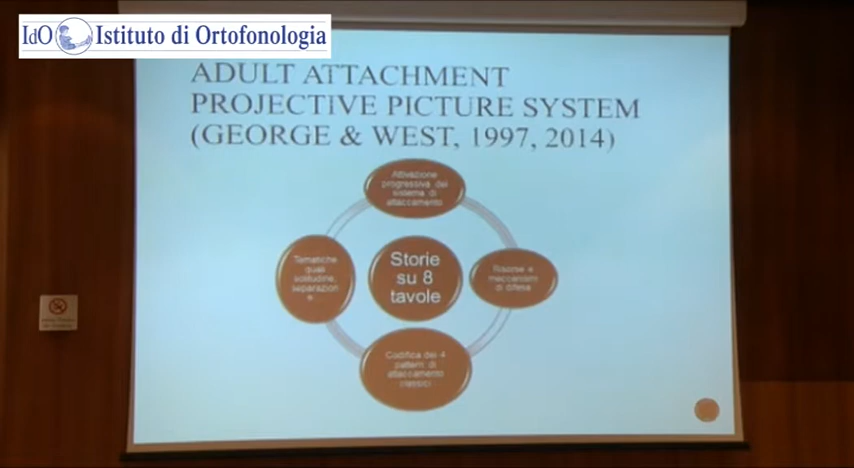 IdO Istituto di Ortofonologia
ADULT ATTACHMENT
PROJECTIVE PICTURE SYSTEM
(GEORGE & WEST, 1997, 2014)
Attivazione
progressiva del
sistema di
attaccamento
Tematiche
quali
solitudine,
separazion
e
Storie
su 8
tavole
Risorse e
meccanismi
di difesa
Codifica dei 4
pattern di
attaccamento
classici